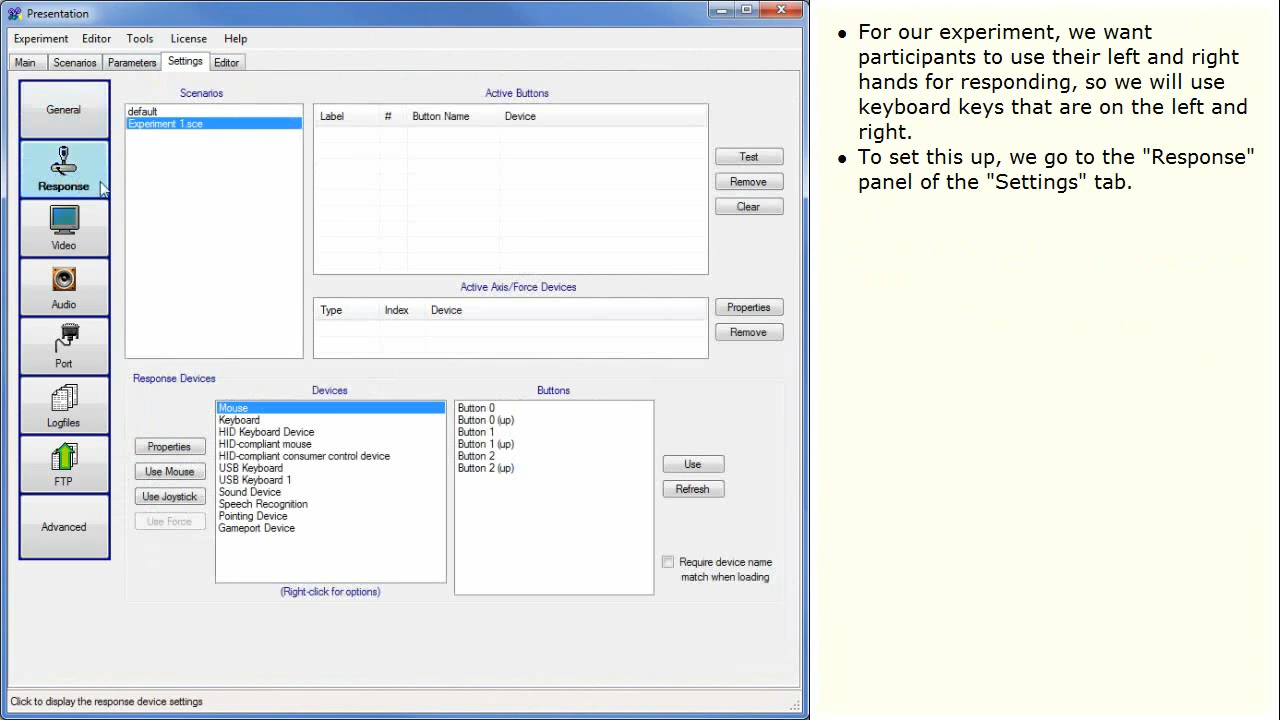 Presentation
Experiment Editor Tools License Help
Main Scenarios Parameters Settings Editor
General
Response
Video
Audio
Port
Logfiles
FTP
Advanced
Scenarios
default
Experiment 1.sce
Active Buttons
Label # Button Name Device
Test
Remove
Clear
Active Axis/Force Devices
Type Index Device
Properties
Remove
Response Devices
Properties
Use Mouse
Use Joystick
Use Force
Devices
Mouse
Keyboard
HID Keyboard Device
HID-compliant mouse
HID-compliant consumer control device
USB Keyboard
USB Keyboard 1
Sound Device
Speech Recognition
Pointing Device
Gameport Device
(Right-click for options)
Buttons
Button 0
Button 0 (up)
Button 1
Button 1 (up)
Button 2
Button 2 (up)
Use
Refresh
Require device name
match when loading
Click to display the response device settings
• For our experiment, we want
participants to use their left and right
hands for responding, so we will use
keyboard keys that are on the left and
right.
• To set this up, we go to the "Response"
panel of the "Settings" tab.